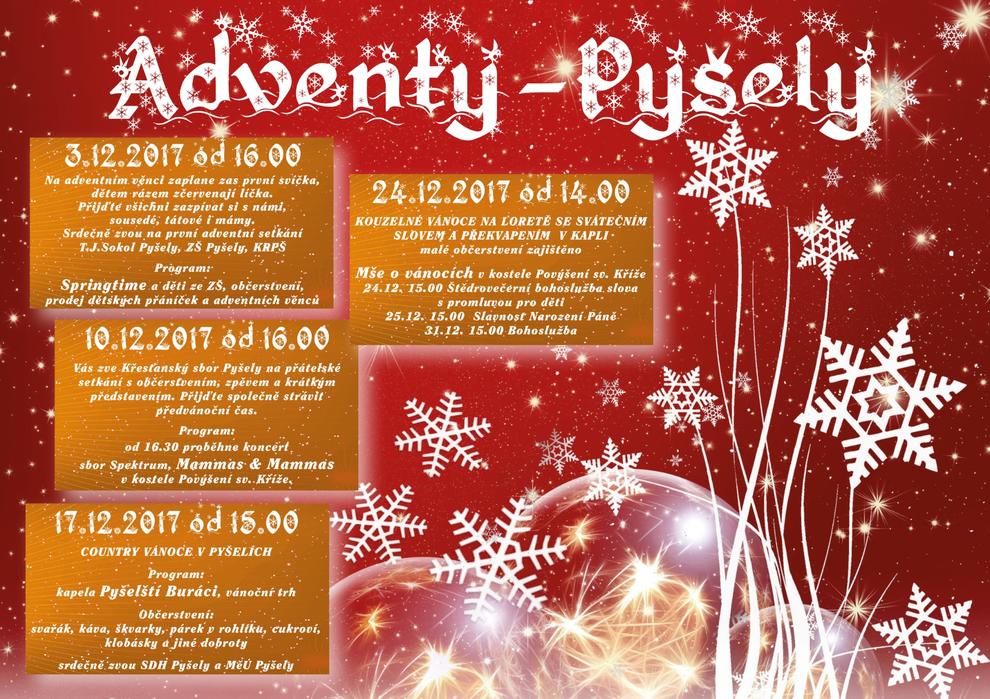 Adventy - Pyšely
3.12.2017 od 16.00
Na adventním věnci zaplane zas první svíčka,
dětem rázem zčervenají líčka.
Přijďte všichni zazpívat si s námi,
sousedé, tátové i mámy.
Srdečně zvou na první adventní setkání
T.J.Sokol Pyšely, ZŠ Pyšely, KRPŠ
Program:
Springtime a děti ze ZŠ, občerstvení,
prodej dětských přáníček a adventních věnců
10.12.2017 od 16.00
Vás zve Křesťanský sbor Pyšely na přátelské
setkání s občerstvením, zpěvem a krátkým
představením. Přijďte společně strávit
předvánoční čas.
Program:
od 16.30 proběhne koncert
sbor Spektrum, Mammas & Mammas
v kostele Povýšení sv. Kříže.
17.12.2017 od 15.00
COUNTRY VÁNOCE V PYŠELÍCH
Program:
kapela Pyšelští Buráci, vánoční trh
Občerstvení:
svařák, káva, škvarky, párek v rohlíku, cukroví,
klobásky a jiné dobroty
srdečně zvou SDH Pyšely a MěÚ Pyšely
24.12.2017 od 14.00
KOUZELNÉ VÁNOCE NA LORETĚ SE SVÁTEČNÍM
SLOVEM A PŘEKVAPENÍM V KAPLI
malé občerstvení zajištěno
Mše o vánocích v kostele Povýšení sv. Kříže
24.12. 15.00 Štědrovečerní bohoslužba slova
s promluvou pro děti
25.12. 15.00 Slavnost Narození Páně
31.12. 15.00 Bohoslužba